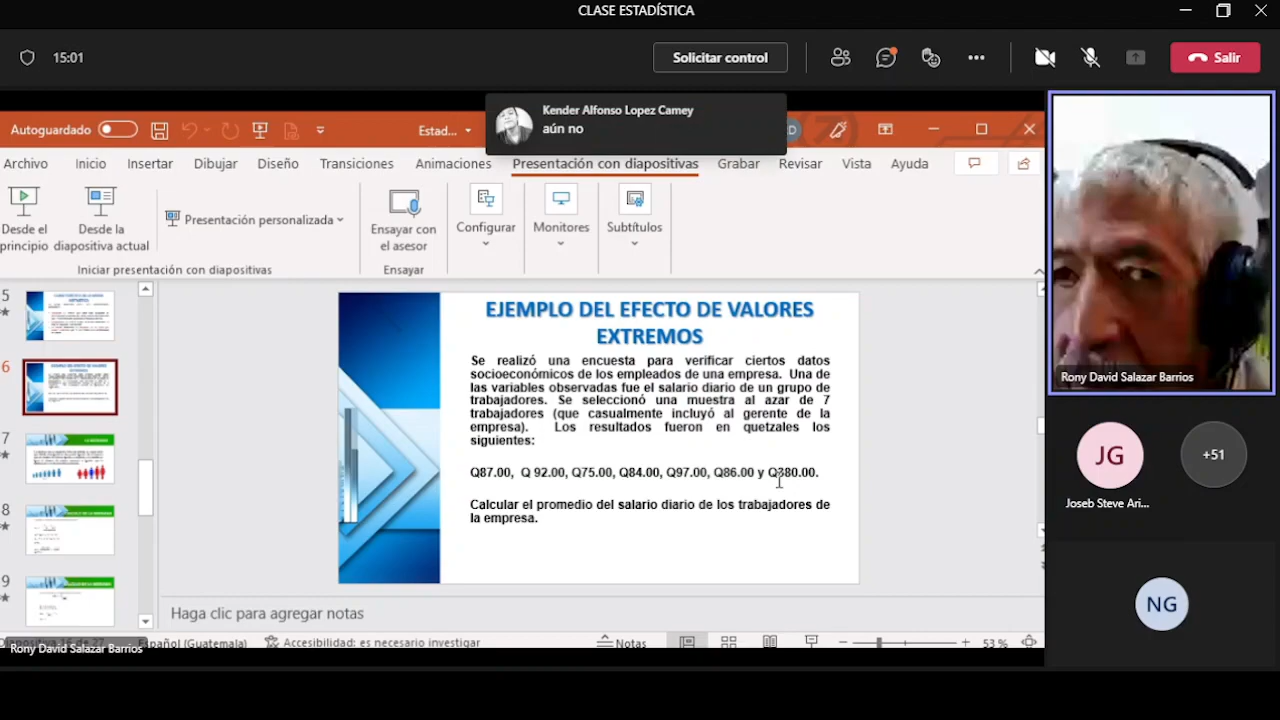 CLASE ESTADÍSTICA
15:01
Solicitar control
Salir
Kender Alfonso Lopez Camey
aún no
Autoguardado
Estad...
D
Archivo Inicio Insertar Dibujar Diseño Transiciones Animaciones Presentación con diapositivas Grabar Revisar Vista Ayuda
Desde el principio
Desde la diapositiva actual
Presentación personalizada
Iniciar presentación con diapositivas
Ensayar con el asesor
Ensayar
Configurar
Monitores
Subtítulos
5
6
7
8
9
EJEMPLO DEL EFECTO DE VALORES
EXTREMOS
Se realizó una encuesta para verificar ciertos datos
socioeconómicos de los empleados de una empresa. Una de
las variables observadas fue el salario diario de un grupo de
trabajadores. Se seleccionó una muestra al azar de 7
trabajadores (que casualmente incluyó al gerente de la
empresa). Los resultados fueron en quetzales los
siguientes:
Q87.00, Q 92.00, Q75.00, Q84.00, Q97.00, Q86.00 y Q380.00.
Calcular el promedio del salario diario de los trabajadores de
la empresa.
Haga clic para agregar notas
Español (Guatemala)
Accesibilidad: es necesario investigar
Notas
53 %
Rony David Salazar Barrios
Rony David Salazar Barrios
JG
Joseb Steve Ari...
+51
NG